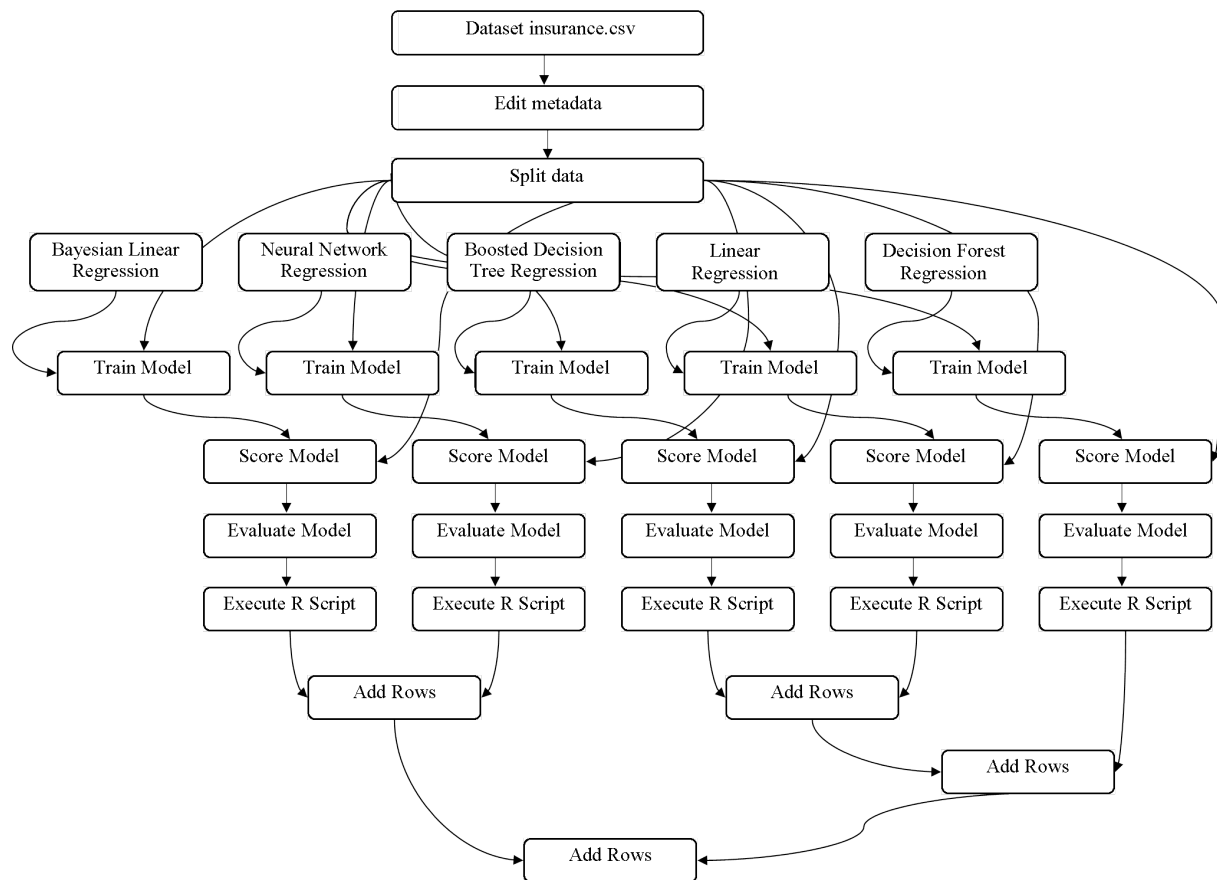 Dataset insurance.csv
Edit metadata
Split data
Bayesian Linear
Regression
Neural Network
Regression
Boosted Decision
Tree Regression
Linear
Regression
Decision Forest
Regression
Train Model
Train Model
Train Model
Train Model
Train Model
Score Model
Score Model
Score Model
Score Model
Score Model
Evaluate Model
Evaluate Model
Evaluate Model
Evaluate Model
Evaluate Model
Execute R Script
Execute R Script
Execute R Script
Execute R Script
Execute R Script
Add Rows
Add Rows
Add Rows
Add Rows